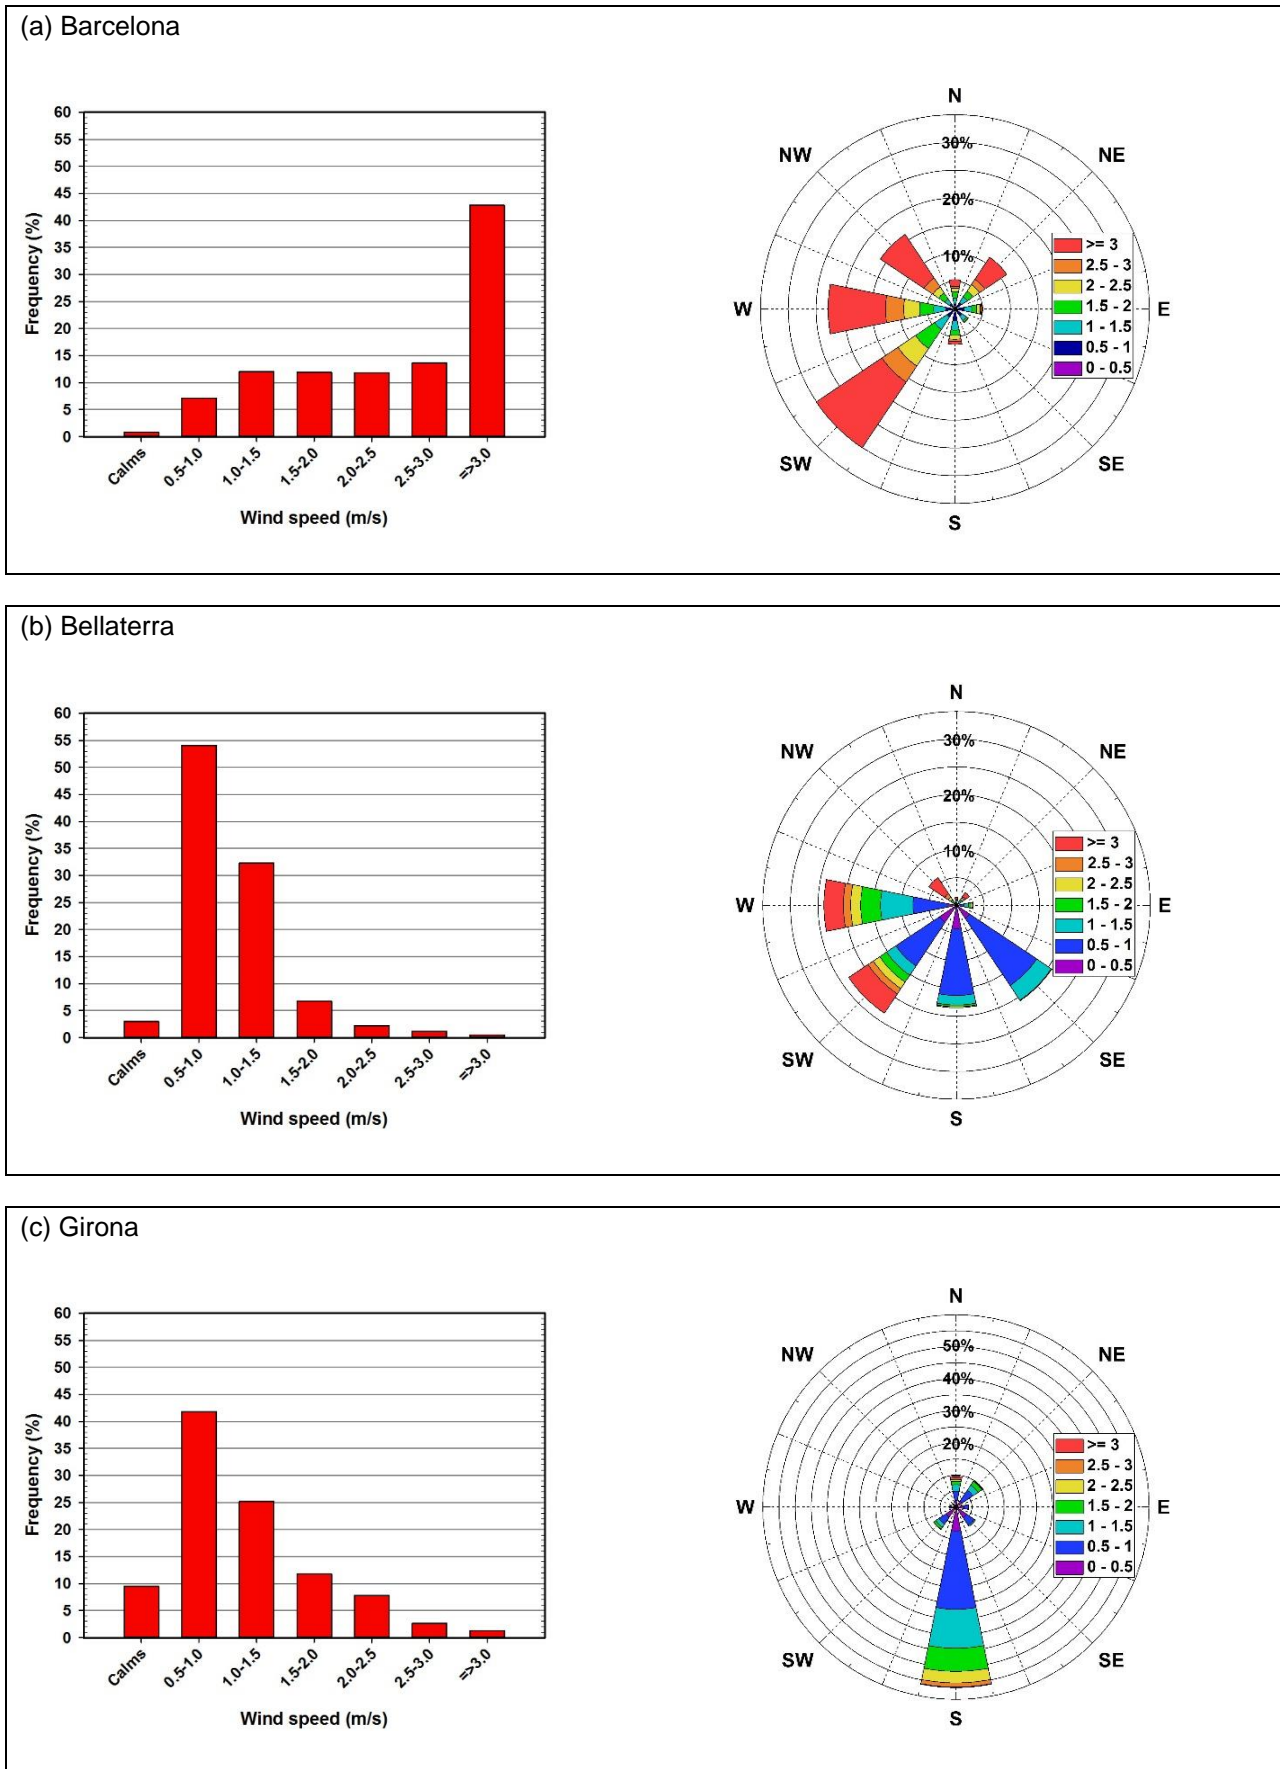 (a) Barcelona
60
55
50
45
40
35
30
25
20
15
10
5
0
Frequency (%)
Calms
0.5-1.0
1.0-1.5
1.5-2.0
2.0-2.5
2.5-3.0
=>3.0
Wind speed (m/s)
N
NE
E
SE
S
SW
W
NW
30%
20%
10%
>= 3
2.5 - 3
2 - 2.5
1.5 - 2
1 - 1.5
0.5 - 1
0 - 0.5
(b) Bellaterra
60
55
50
45
40
35
30
25
20
15
10
5
0
Frequency (%)
Calms
0.5-1.0
1.0-1.5
1.5-2.0
2.0-2.5
2.5-3.0
=>3.0
Wind speed (m/s)
N
NE
E
SE
S
SW
W
NW
30%
20%
10%
>= 3
2.5 - 3
2 - 2.5
1.5 - 2
1 - 1.5
0.5 - 1
0 - 0.5
(c) Girona
60
55
50
45
40
35
30
25
20
15
10
5
0
Frequency (%)
Calms
0.5-1.0
1.0-1.5
1.5-2.0
2.0-2.5
2.5-3.0
=>3.0
Wind speed (m/s)
N
NE
E
SE
S
SW
W
NW
50%
40%
30%
20%
>= 3
2.5 - 3
2 - 2.5
1.5 - 2
1 - 1.5
0.5 - 1
0 - 0.5